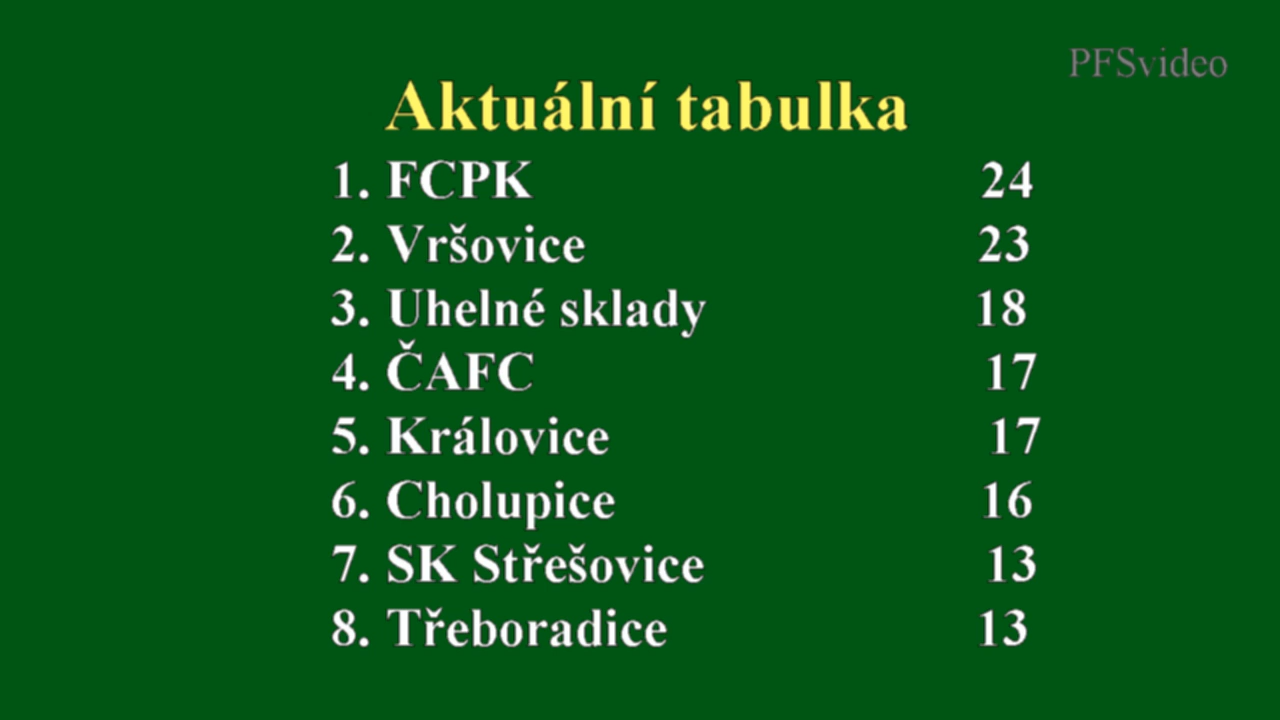 PFSvideo
Aktuální tabulka
1. FCPK 24
2. Vršovice 23
3. Uhelné sklady 18
4. ČAFC 17
5. Královice 17
6. Cholupice 16
7. SK Střešovice 13
8. Třeboradice 13